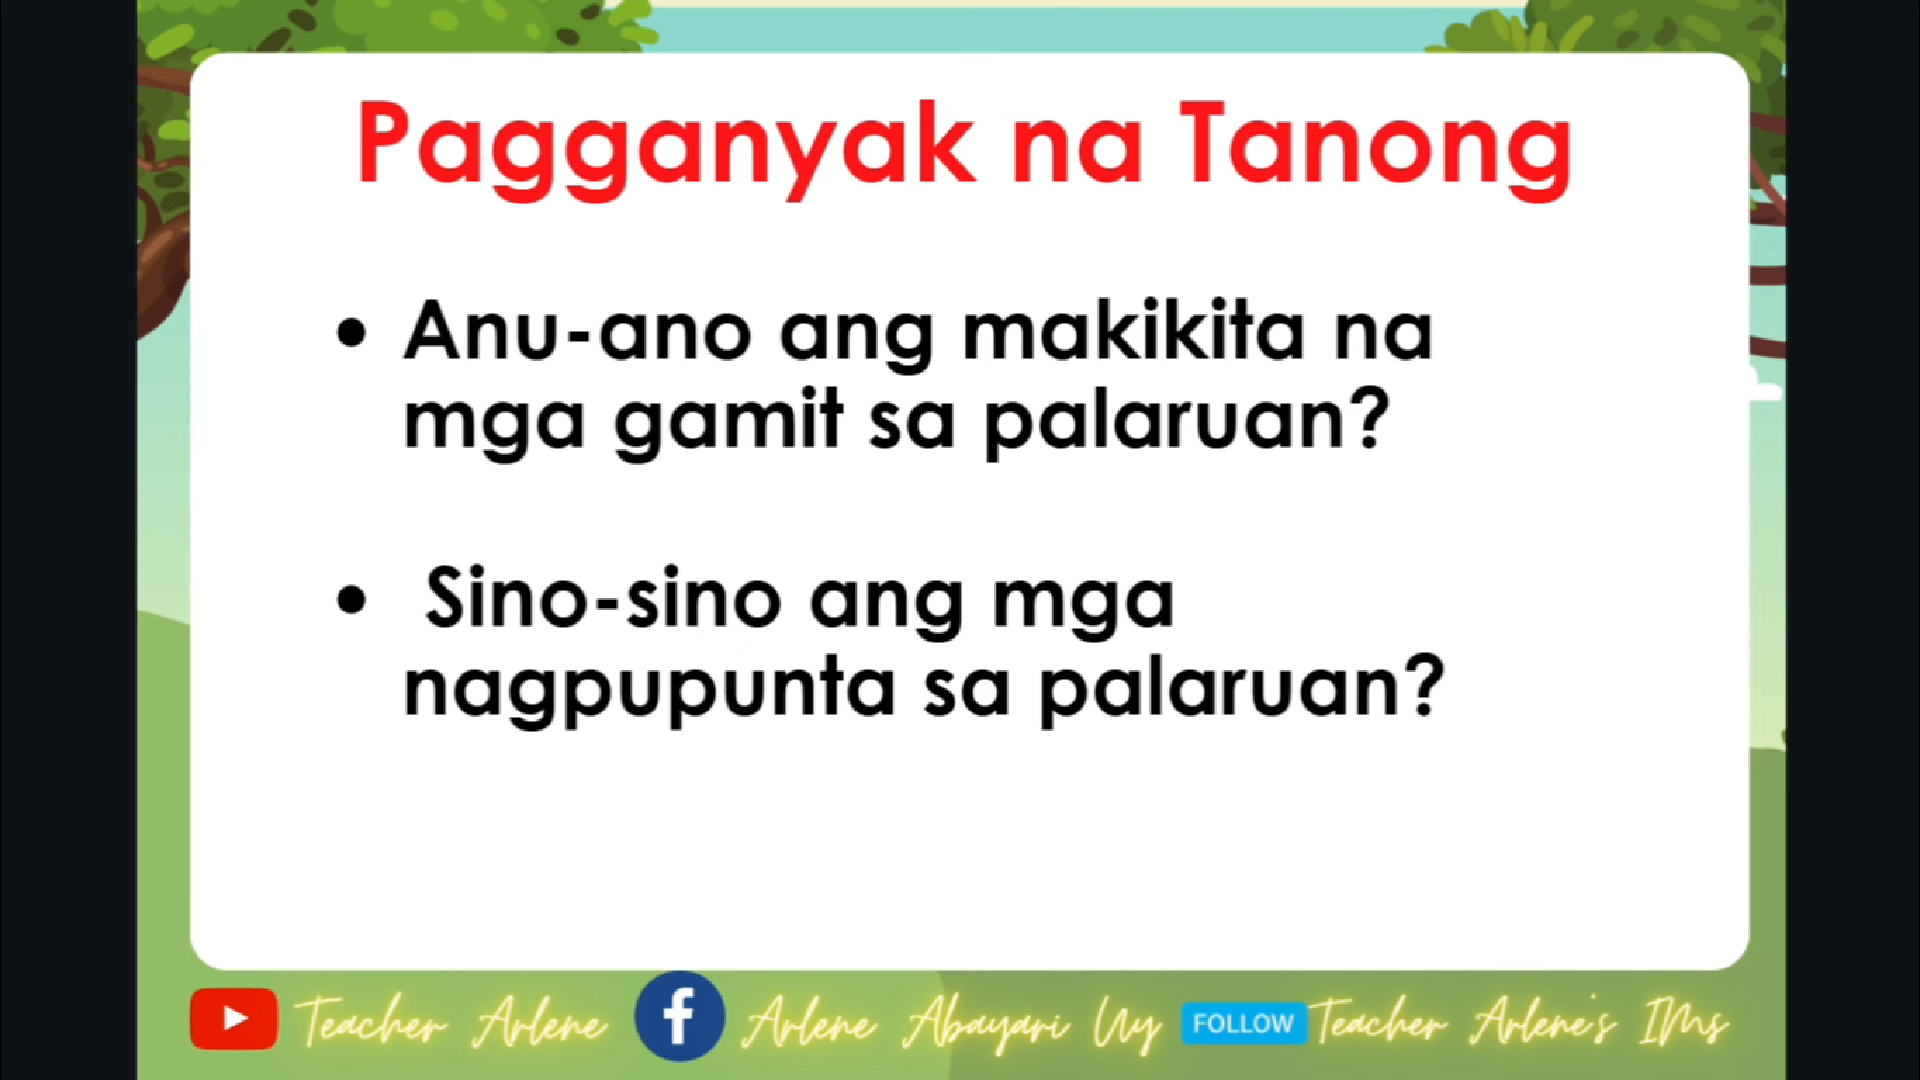 Pagganyak na Tanong
• Anu-ano ang makikita na
mga gamit sa palaruan?
• Sino-sino ang mga
nagpupunta sa palaruan?
Teacher Arlene f Arlene Abayari Uy FOLLOW Teacher Arlene's IMs